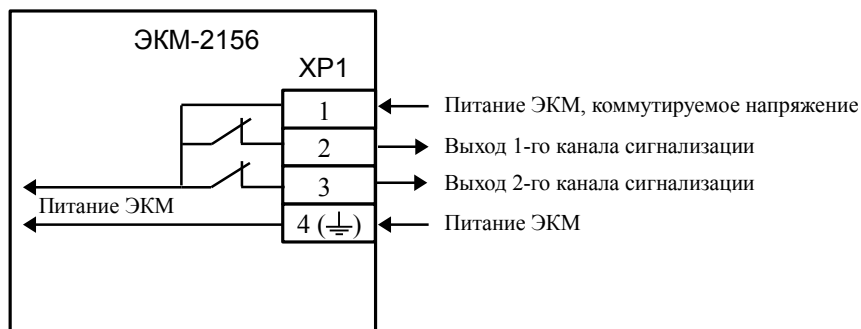 ЭКМ-2156
XP1
1 Питание ЭКМ, коммутируемое напряжение
2 Выход 1-го канала сигнализации
3 Выход 2-го канала сигнализации
Питание ЭКМ
4 (⏚) Питание ЭКМ